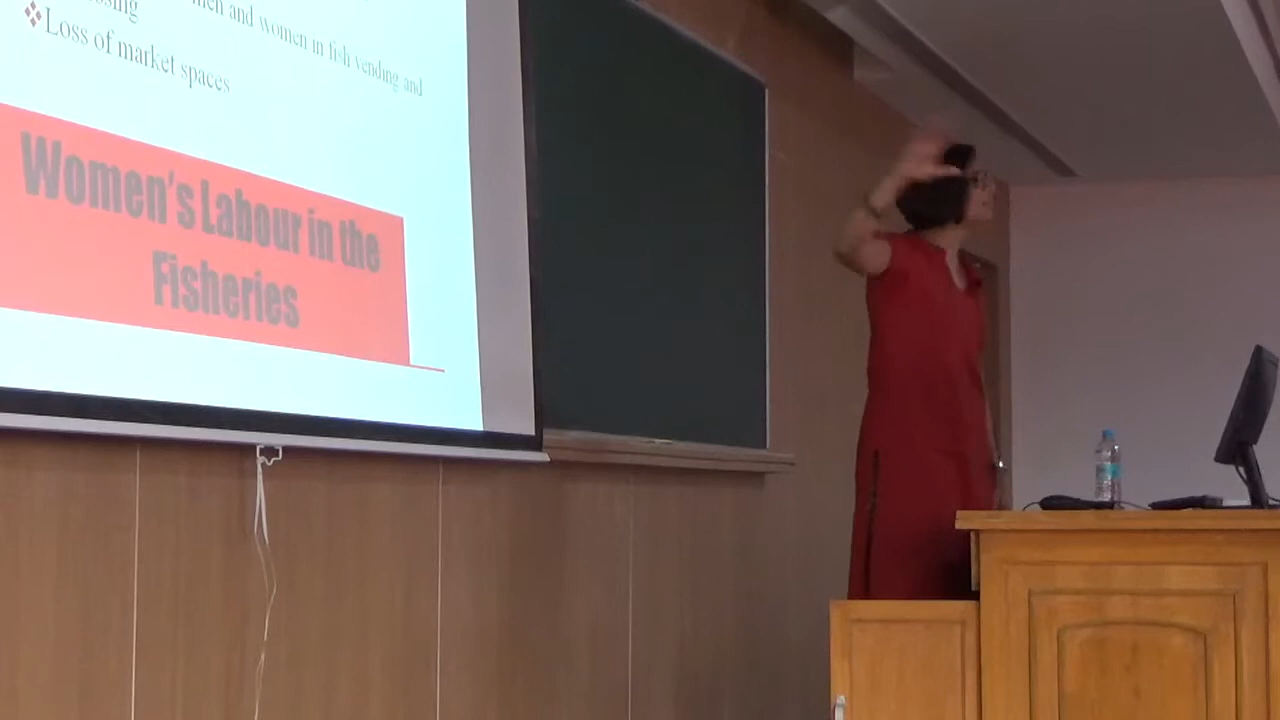 men and women in fish vending and
❖Loss of market spaces
Women's Labour in the
Fisheries